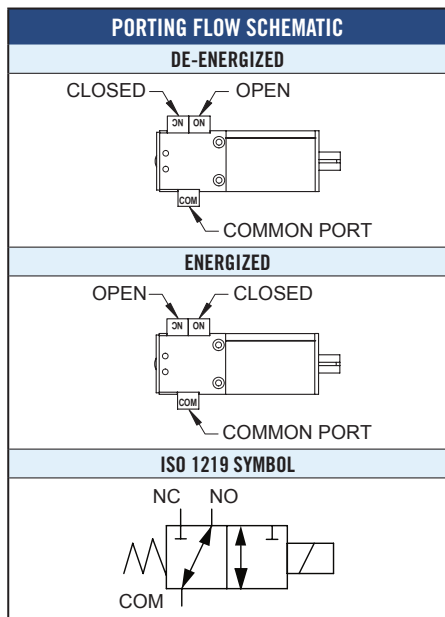 PORTING FLOW SCHEMATIC
DE-ENERGIZED
CLOSED OPEN
NC NO
COM
COMMON PORT
ENERGIZED
OPEN CLOSED
NC NO
COM
COMMON PORT
ISO 1219 SYMBOL
NC NO
COM